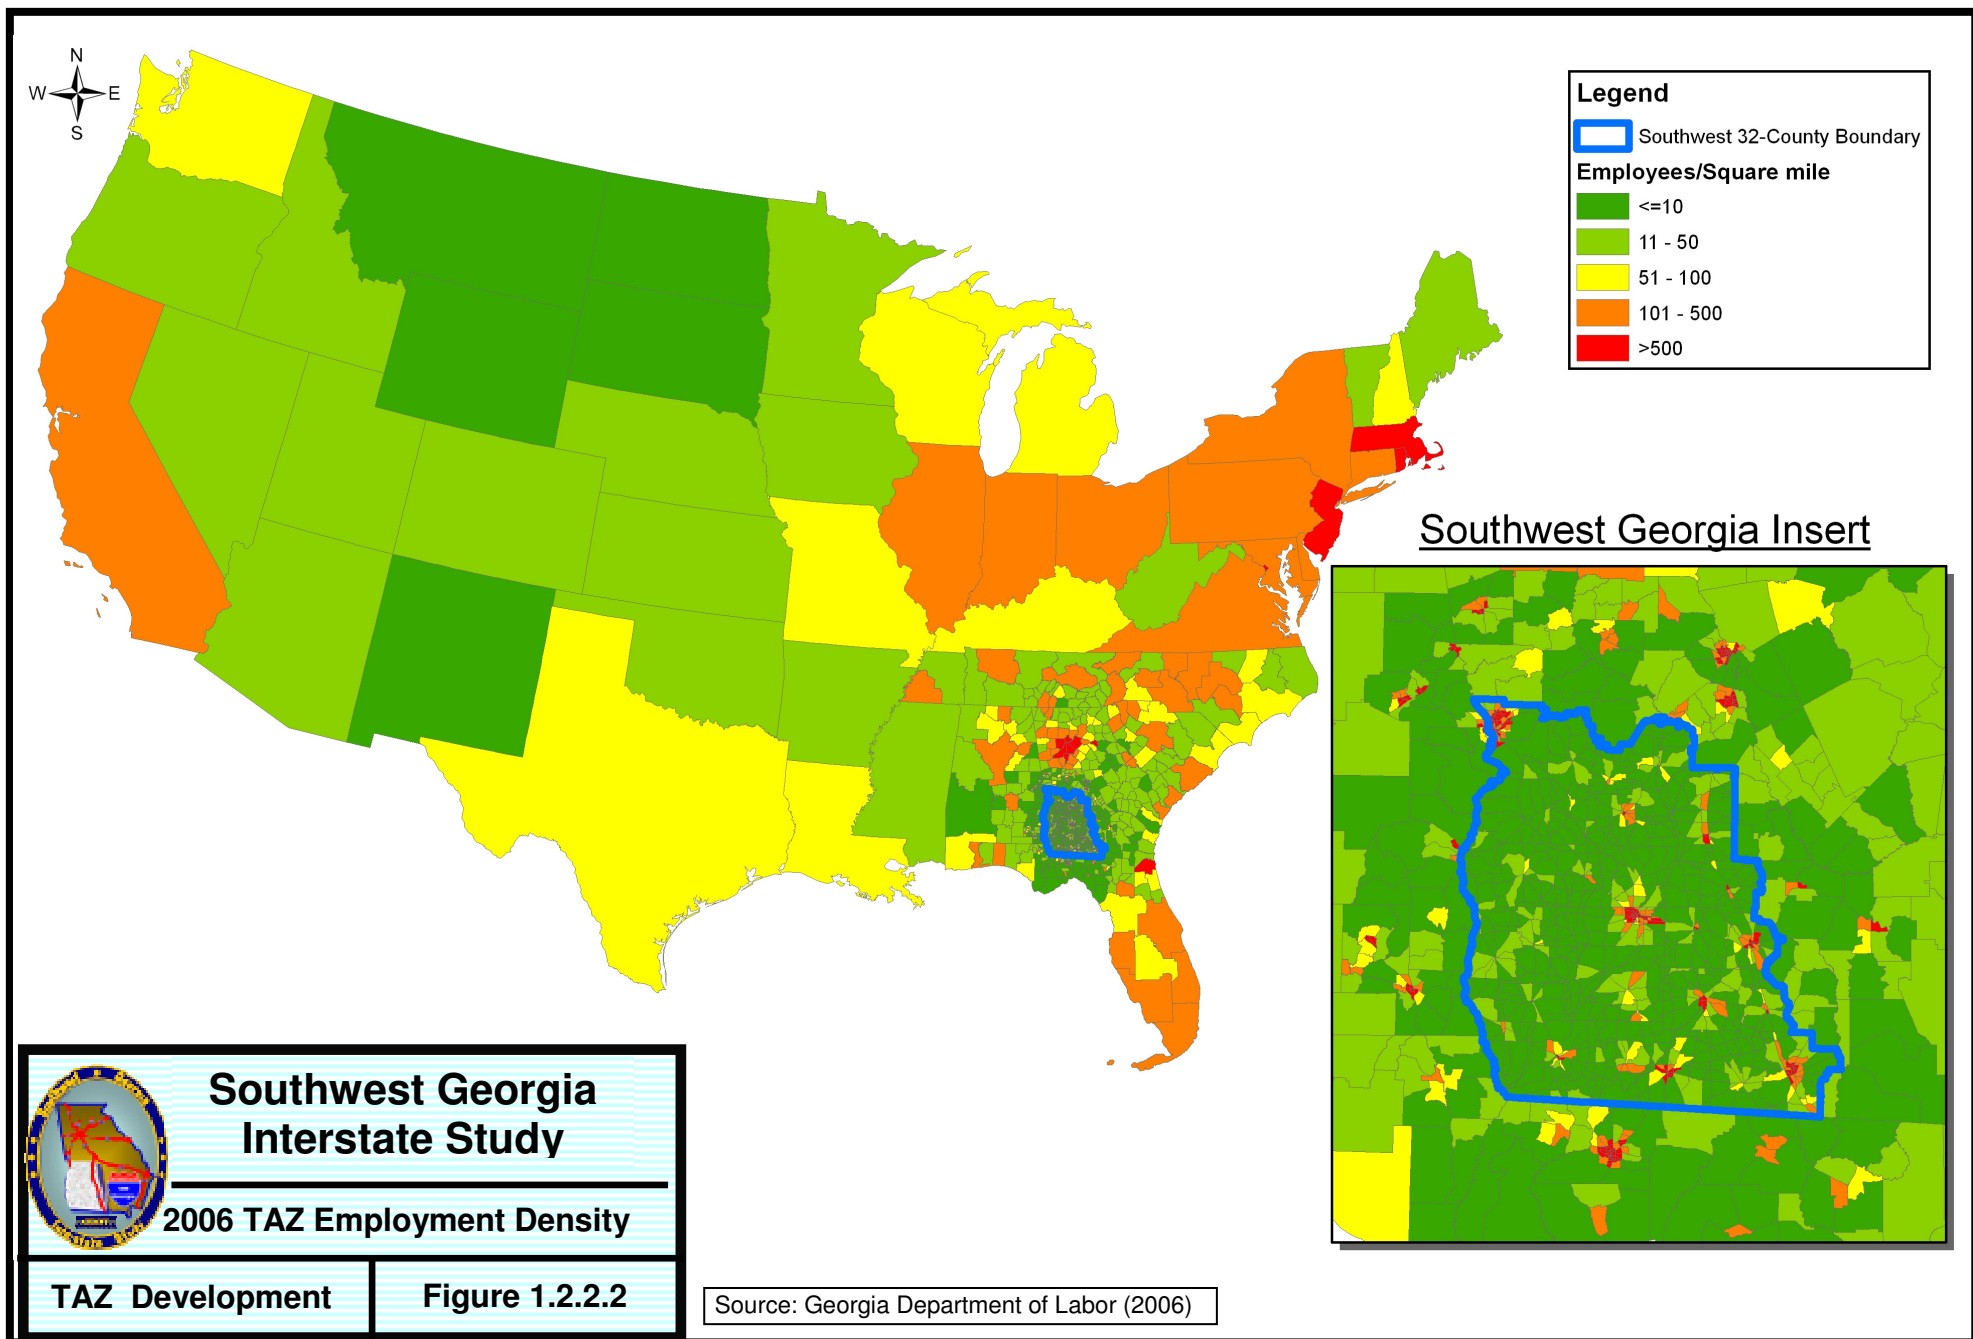 N
W E
S
Legend
Southwest 32-County Boundary
Employees/Square mile
<=10
11 - 50
51 - 100
101 - 500
>500
Southwest Georgia Insert
Southwest Georgia
Interstate Study
2006 TAZ Employment Density
TAZ Development
Figure 1.2.2.2
Source: Georgia Department of Labor (2006)